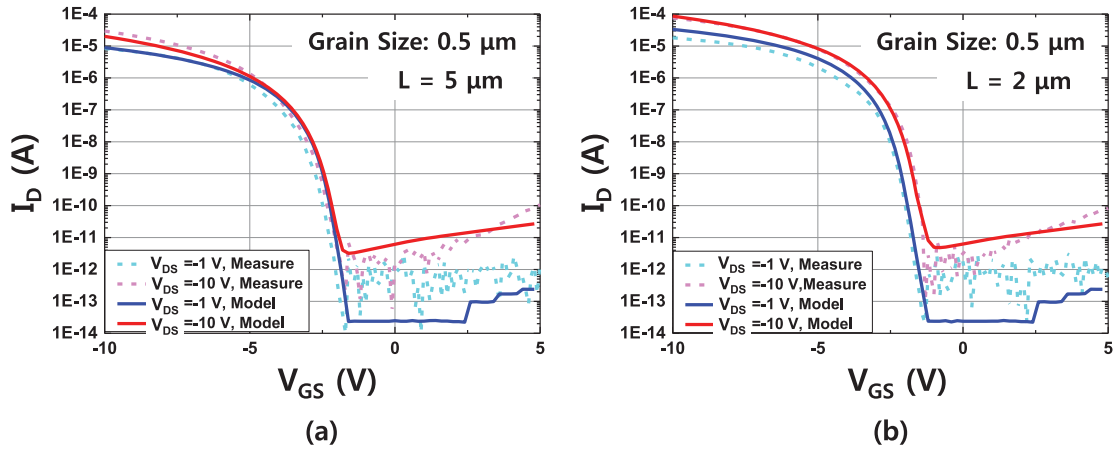 1E-4
1E-5
1E-6
1E-7
1E-8
1E-9
1E-10
1E-11
1E-12
1E-13
1E-14
I_D (A)
Grain Size: 0.5 μm
L = 5 μm
V_DS =-1 V, Measure
V_DS =-10 V, Measure
V_DS =-1 V, Model
V_DS =-10 V, Model
-10 -5 0 5
V_GS (V)
(a)
1E-4
1E-5
1E-6
1E-7
1E-8
1E-9
1E-10
1E-11
1E-12
1E-13
1E-14
I_D (A)
Grain Size: 0.5 μm
L = 2 μm
V_DS =-1 V, Measure
V_DS =-10 V,Measure
V_DS =-1 V, Model
V_DS =-10 V, Model
-10 -5 0 5
V_GS (V)
(b)